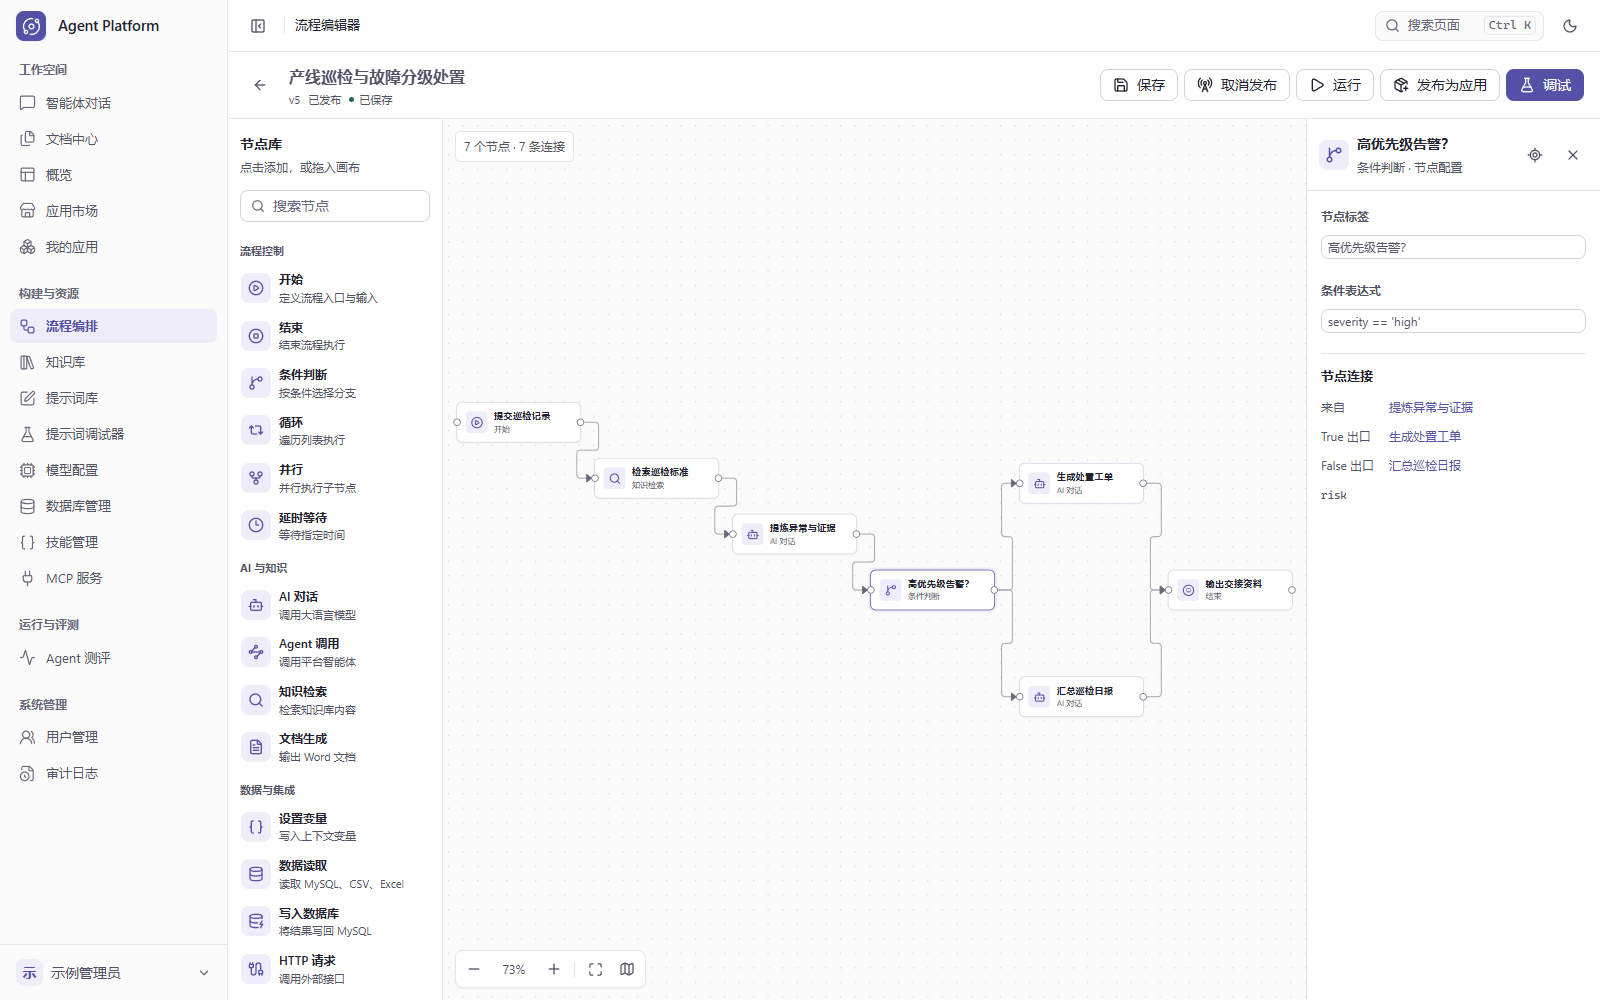 Agent Platform
工作空间
智能体对话
文档中心
概览
应用市场
我的应用
构建与资源
流程编排
知识库
提示词库
提示词调试器
模型配置
数据库管理
技能管理
MCP 服务
运行与评测
Agent 测评
系统管理
用户管理
审计日志
示 示例管理员
流程编辑器
搜索页面 Ctrl K
产线巡检与故障分级处置
v5 已发布 已保存
保存
取消发布
运行
发布为应用
调试
节点库
点击添加，或拖入画布
搜索节点
流程控制
开始
定义流程入口与输入
结束
结束流程执行
条件判断
按条件选择分支
循环
遍历列表执行
并行
并行执行子节点
延时等待
等待指定时间
AI 与知识
AI 对话
调用大语言模型
Agent 调用
调用平台智能体
知识检索
检索知识库内容
文档生成
输出 Word 文档
数据与集成
设置变量
写入上下文变量
数据读取
读取 MySQL、CSV、Excel
写入数据库
将结果写回 MySQL
HTTP 请求
调用外部接口
7 个节点 · 7 条连接
提交巡检记录
开始
检索巡检标准
知识检索
提炼异常与证据
AI 对话
高优先级告警?
条件判断
生成处置工单
AI 对话
汇总巡检日报
AI 对话
输出交接资料
结束
73%
高优先级告警?
条件判断 · 节点配置
节点标签
高优先级告警?
条件表达式
severity == 'high'
节点连接
来自 提炼异常与证据
True 出口 生成处置工单
False 出口 汇总巡检日报
risk